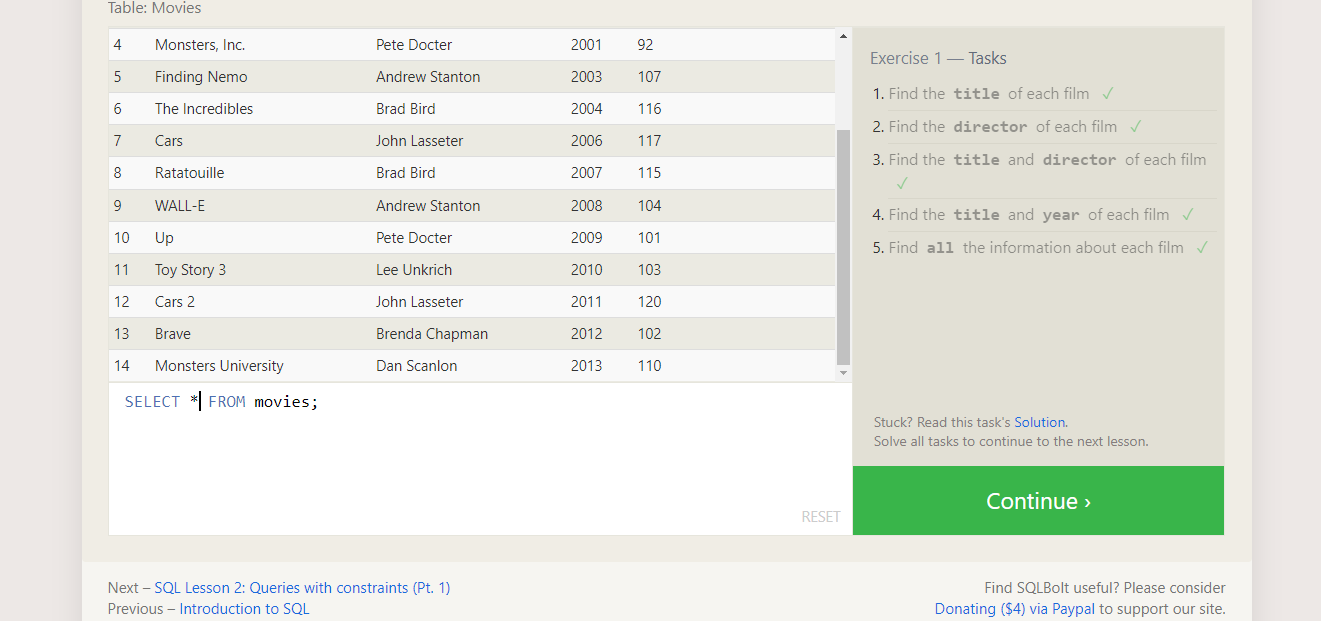 Table: Movies
4 Monsters, Inc. Pete Docter 2001 92
5 Finding Nemo Andrew Stanton 2003 107
6 The Incredibles Brad Bird 2004 116
7 Cars John Lasseter 2006 117
8 Ratatouille Brad Bird 2007 115
9 WALL-E Andrew Stanton 2008 104
10 Up Pete Docter 2009 101
11 Toy Story 3 Lee Unkrich 2010 103
12 Cars 2 John Lasseter 2011 120
13 Brave Brenda Chapman 2012 102
14 Monsters University Dan Scanlon 2013 110
SELECT * FROM movies;
RESET
Exercise 1 — Tasks
1. Find the title of each film ✓
2. Find the director of each film ✓
3. Find the title and director of each film
✓
4. Find the title and year of each film ✓
5. Find all the information about each film ✓
Stuck? Read this task's Solution.
Solve all tasks to continue to the next lesson.
Continue ›
Next – SQL Lesson 2: Queries with constraints (Pt. 1)
Previous – Introduction to SQL
Find SQLBolt useful? Please consider
Donating ($4) via Paypal to support our site.